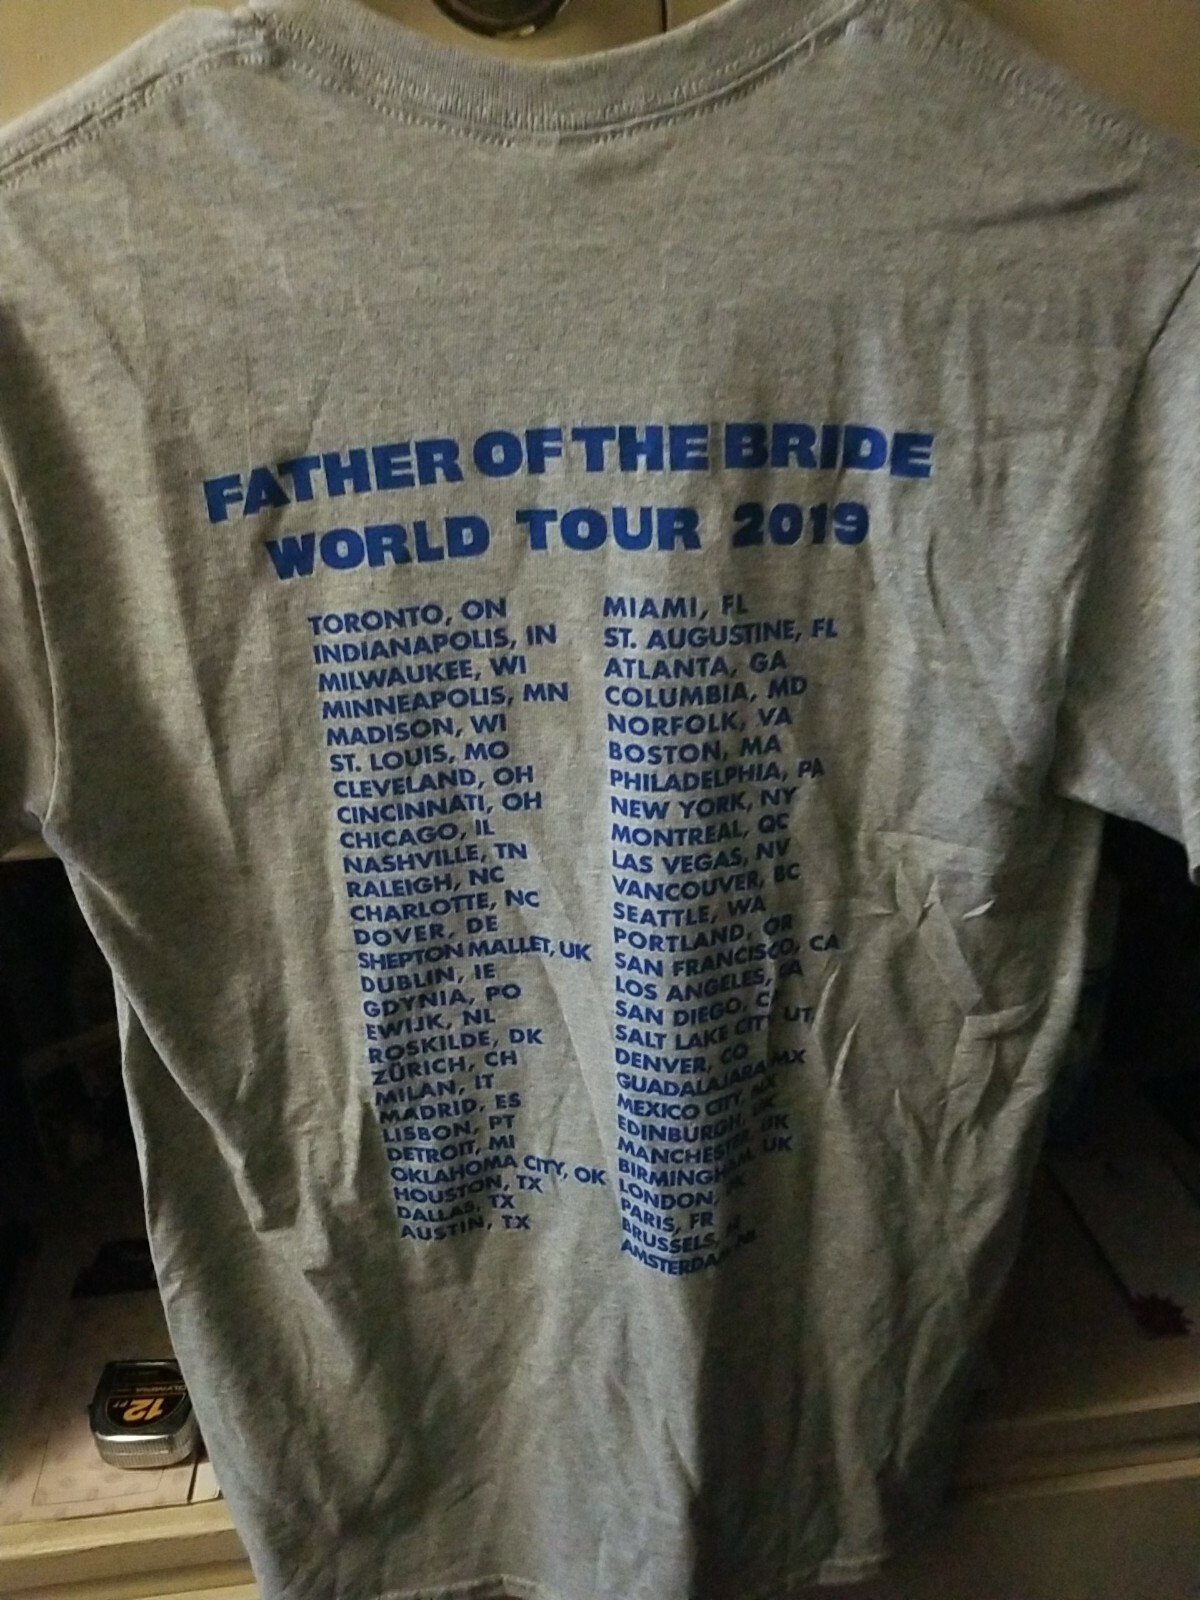 FATHER OF THE BRIDE
WORLD TOUR 2019
TORONTO, ON
INDIANAPOLIS, IN
MILWAUKEE, WI
MINNEAPOLIS, MN
MADISON, WI
ST. LOUIS, MO
CLEVELAND, OH
CINCINNATI, OH
CHICAGO, IL
NASHVILLE, TN
RALEIGH, NC
CHARLOTTE, NC
DOVER, DE
SHEPTON MALLET, UK
DUBLIN, IE
GDYNIA, PO
EWIJK, NL
ROSKILDE, DK
ZÜRICH, CH
MILAN, IT
MADRID, ES
LISBON, PT
DETROIT, MI
OKLAHOMA CITY, OK
HOUSTON, TX
DALLAS, TX
AUSTIN, TX
MIAMI, FL
ST. AUGUSTINE, FL
ATLANTA, GA
COLUMBIA, MD
NORFOLK, VA
BOSTON, MA
PHILADELPHIA, PA
NEW YORK, NY
MONTREAL, QC
LAS VEGAS, NV
VANCOUVER, BC
SEATTLE, WA
PORTLAND, OR
SAN FRANCISCO, CA
LOS ANGELES, CA
SAN DIEGO, CA
SALT LAKE CITY UT
DENVER, CO
GUADALAJARA MX
MEXICO CITY, MX
EDINBURGH, UK
MANCHESTER, UK
BIRMINGHAM, UK
LONDON,
PARIS, FR
BRUSSELS,
AMSTERDAM NL
12 FT